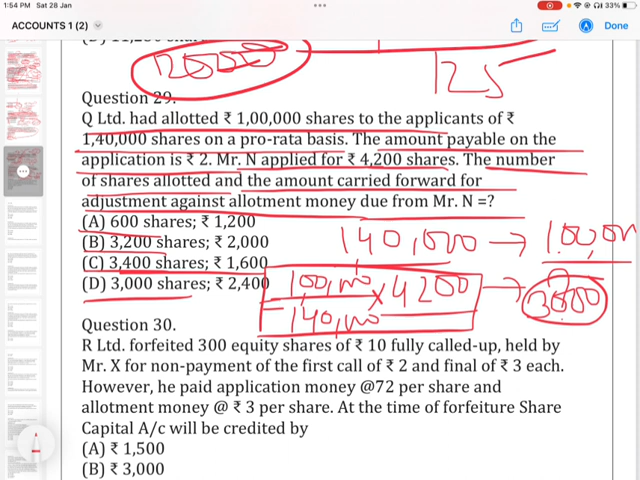 1:54 PM Sat 28 Jan
33%
ACCOUNTS 1 (2)
Done
125
Question 29.
Q Ltd. had allotted ₹ 1,00,000 shares to the applicants of ₹
1,40,000 shares on a pro-rata basis. The amount payable on the
application is ₹ 2. Mr. N applied for ₹ 4,200 shares. The number
of shares allotted and the amount carried forward for
adjustment against allotment money due from Mr. N =?
(A) 600 shares; ₹ 1,200
(B) 3,200 shares; ₹ 2,000
(C) 3,400 shares; ₹ 1,600
(D) 3,000 shares; ₹ 2,400
140,000 → 1,00,000
1,00,000 × 4200 → 3000
140,000
Question 30.
R Ltd. forfeited 300 equity shares of ₹ 10 fully called-up, held by
Mr. X for non-payment of the first call of ₹ 2 and final of ₹ 3 each.
However, he paid application money @72 per share and
allotment money @ ₹ 3 per share. At the time of forfeiture Share
Capital A/c will be credited by
(A) ₹ 1,500
(B) ₹ 3,000